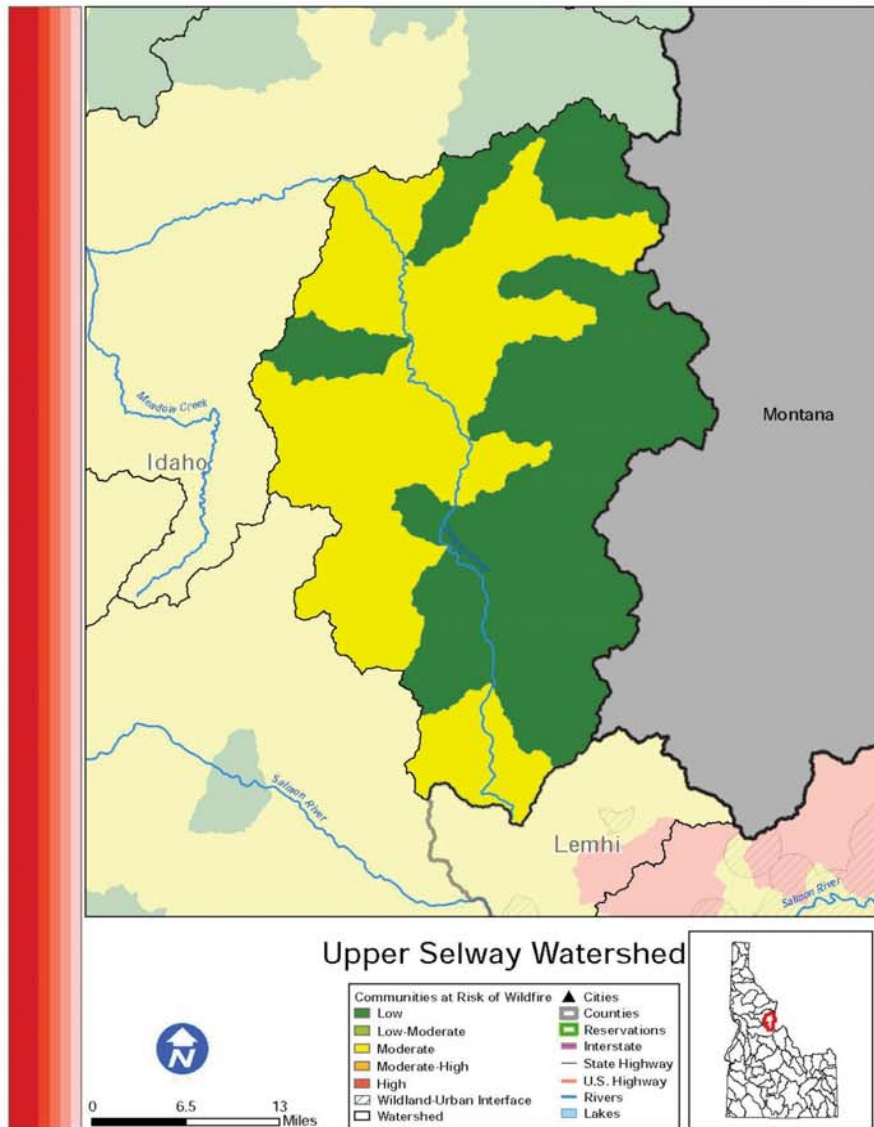 Montana
Meadow Creek
Idaho
Salmon River
Lemhi
Salmon River
Upper Selway Watershed
Communities at Risk of Wildfire
Low
Low-Moderate
Moderate
Moderate-High
High
Wildland-Urban Interface
Watershed
Cities
Counties
Reservations
Interstate
State Highway
U.S. Highway
Rivers
Lakes
N
0 6.5 13
Miles